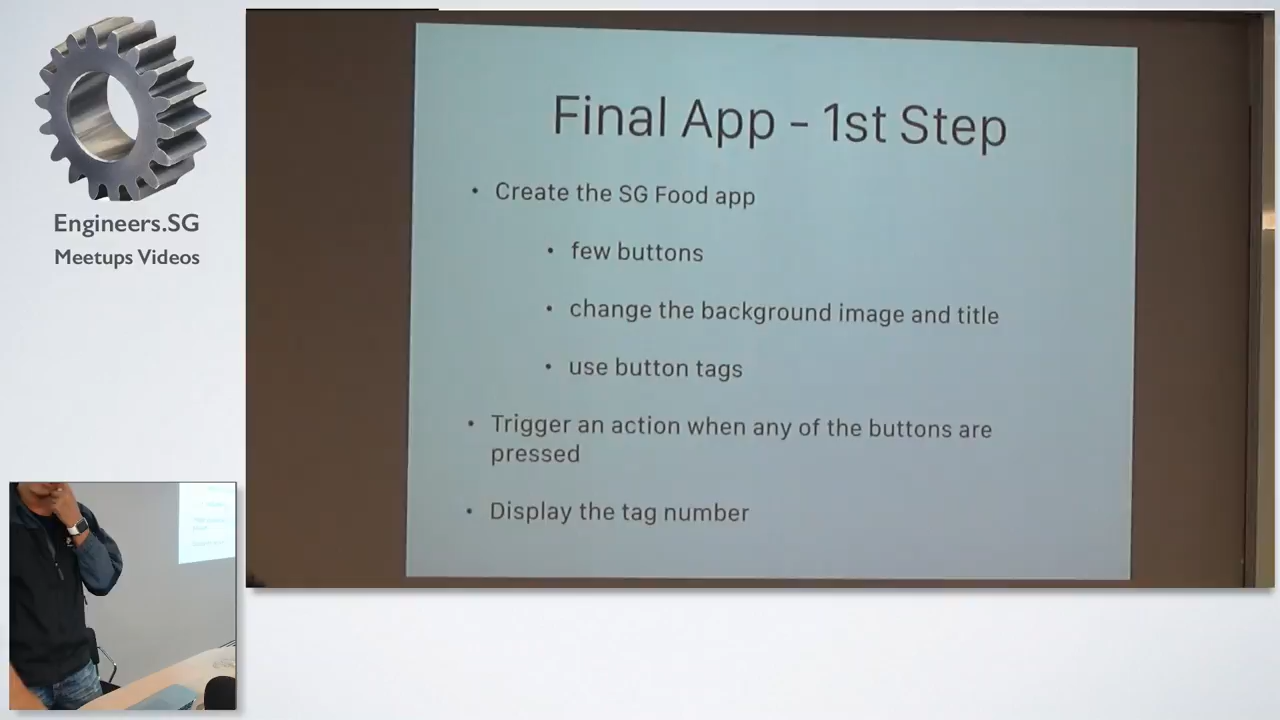 Engineers.SG
Meetups Videos
Final App - 1st Step
• Create the SG Food app
• few buttons
• change the background image and title
• use button tags
• Trigger an action when any of the buttons are
pressed
• Display the tag number